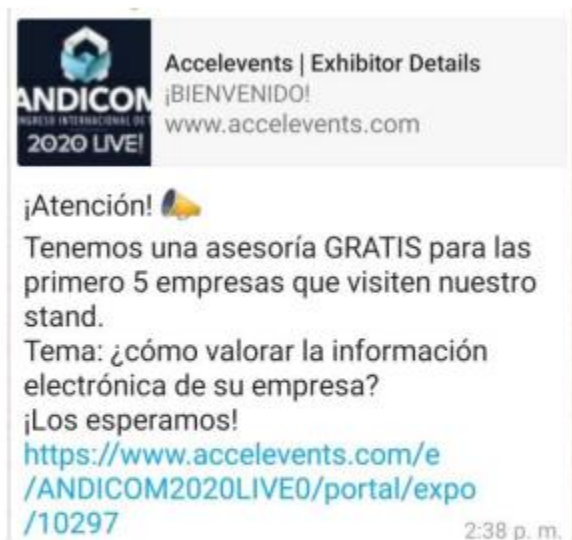 Accelevents | Exhibitor Details
ANDICOM
¡BIENVENIDO!
www.accelevents.com
2020 LIVE!
¡Atención!
Tenemos una asesoría GRATIS para las
primero 5 empresas que visiten nuestro
stand.
Tema: ¿cómo valorar la información
electrónica de su empresa?
¡Los esperamos!
https://www.accelevents.com/e
/ANDICOM2020LIVE0/portal/expo
/10297
2:38 p. m.